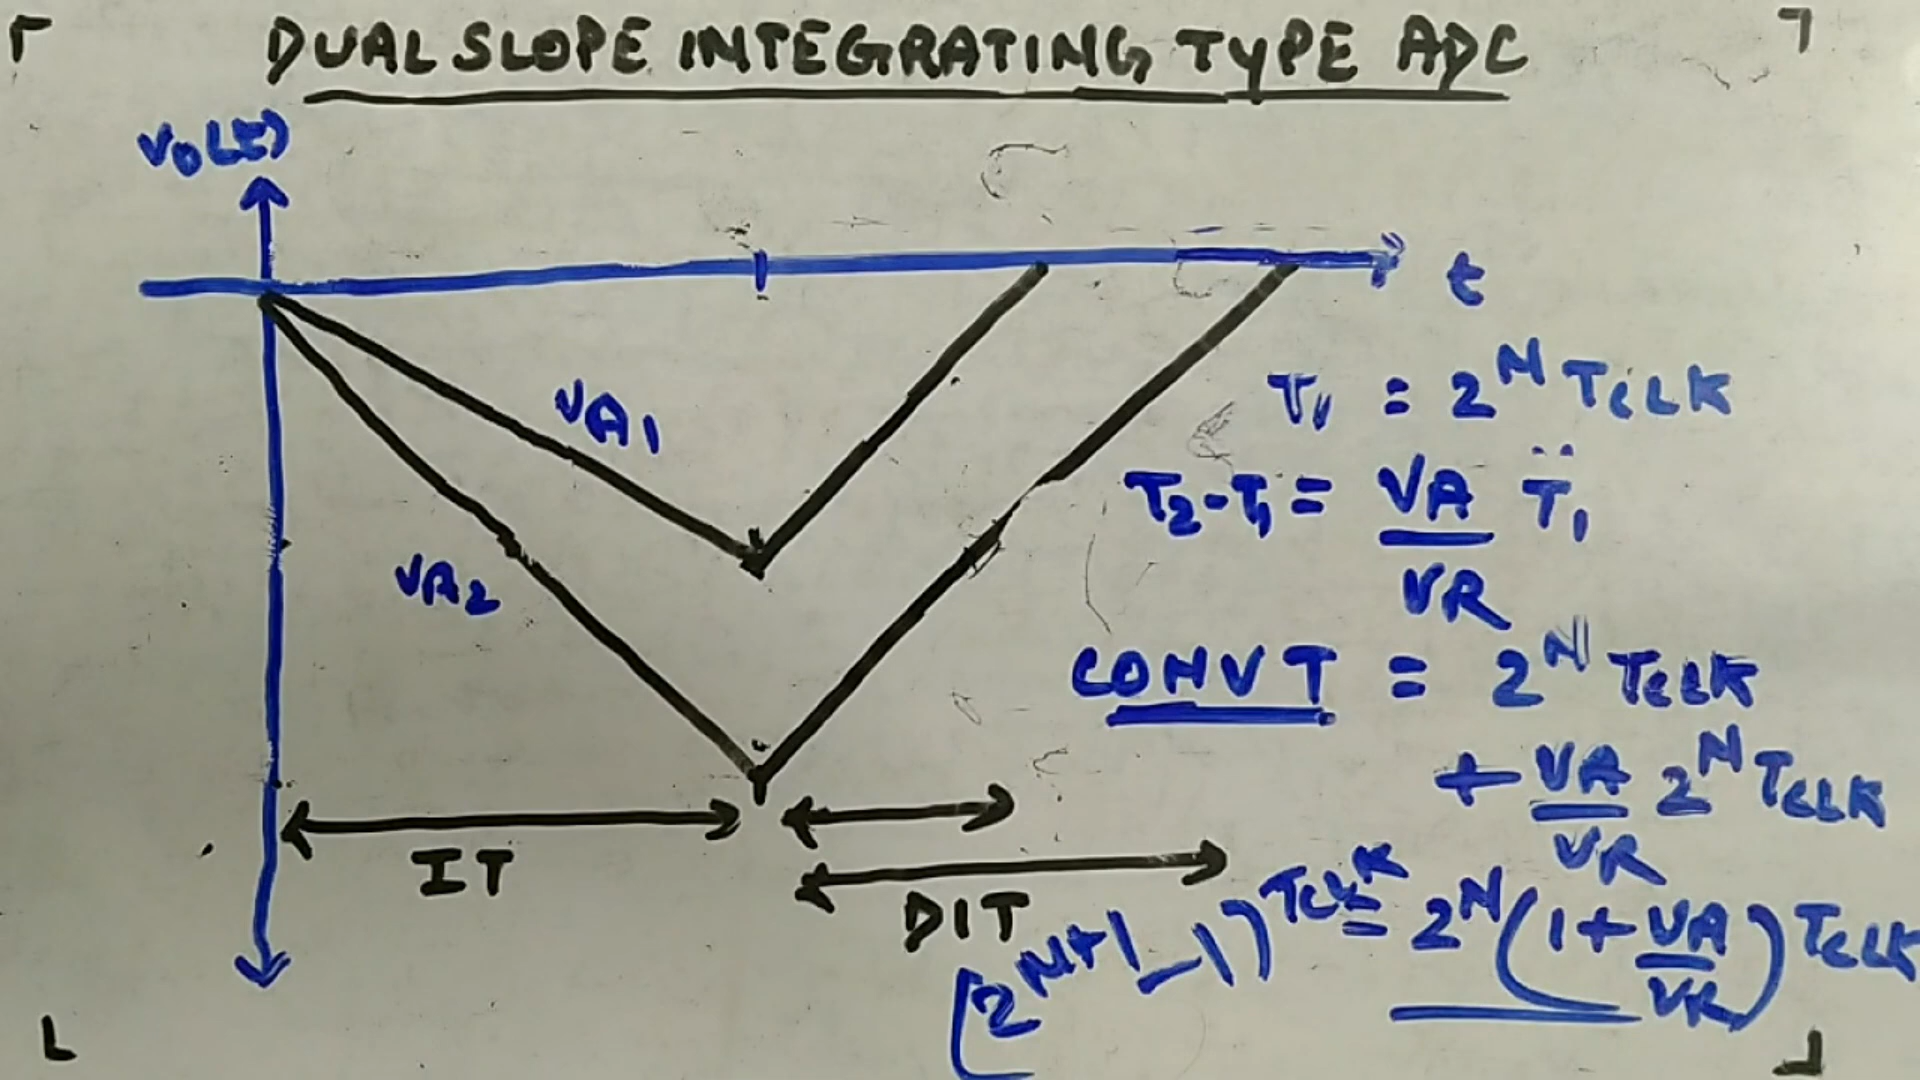 DUAL SLOPE INTEGRATING TYPE ADC
Vo(t)
t
VA1
VA2
T1 = 2^N TCLK
T2-T1 = VA/VR T1
CONVT = 2^N TCLK
+ VA/VR 2^N TCLK
IT
DIT
(2^N+1-1) TCLK = 2^N (1+VA/VR) TCLK